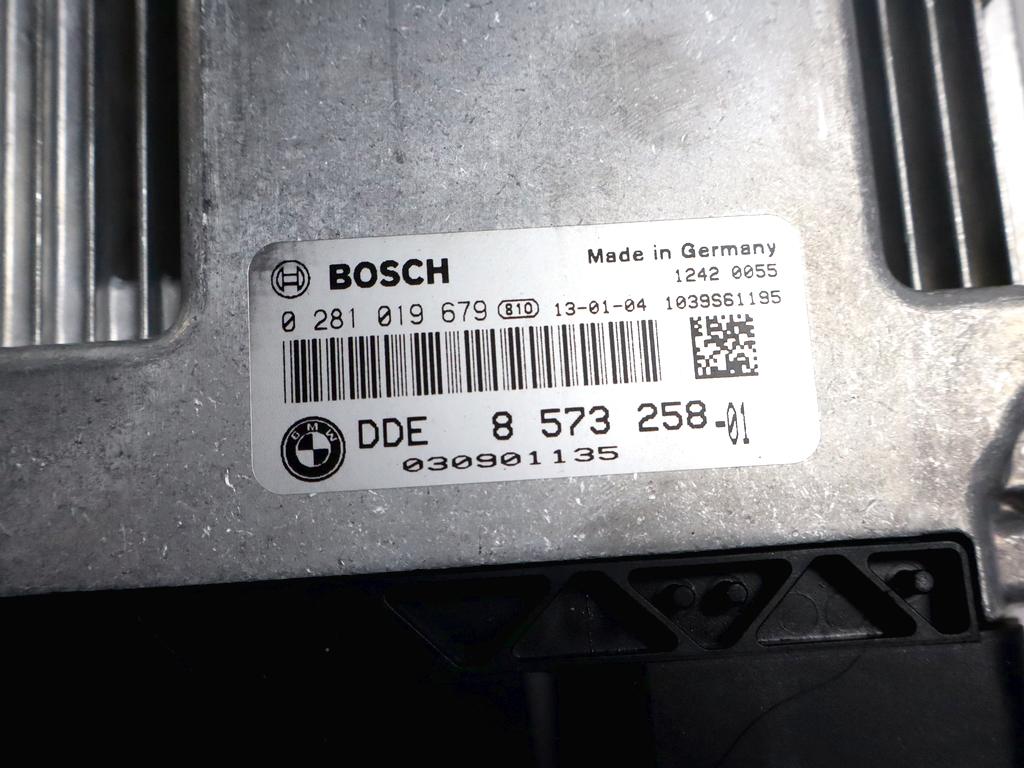 BOSCH
Made in Germany
1242 0055
0 281 019 679 810 13-01-04 1039S61195
BMW
DDE 8 573 258-01
030901135